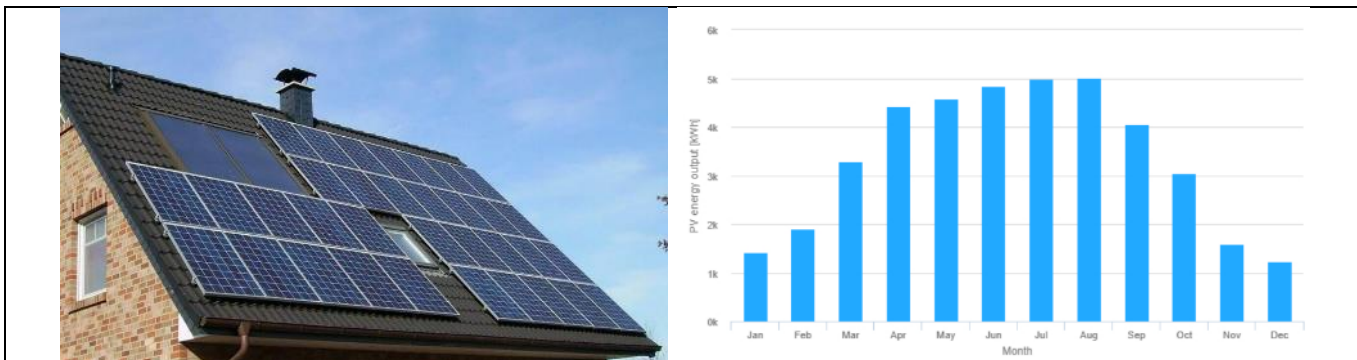 6k
5k
4k
3k
2k
1k
0k
PV energy output [kWh]
Jan Feb Mar Apr May Jun Jul Aug Sep Oct Nov Dec
Month